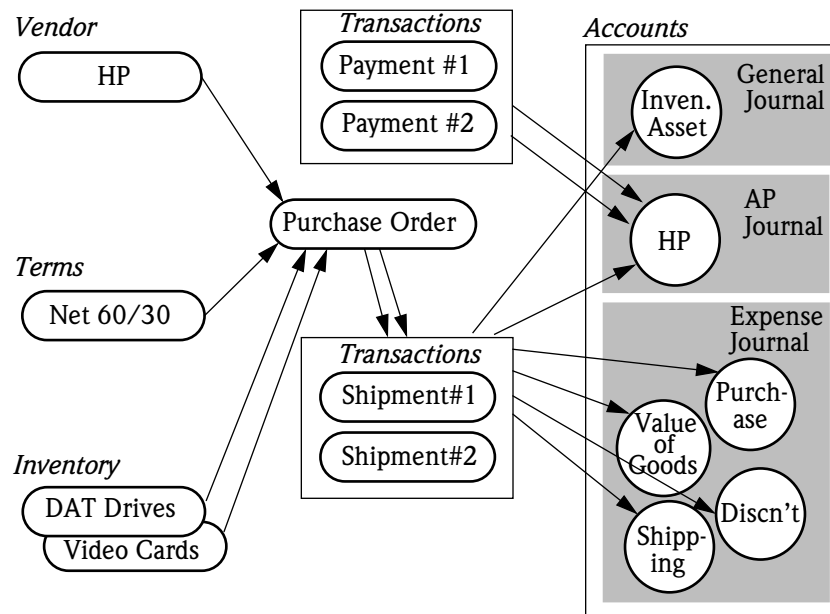 Vendor
HP
Terms
Net 60/30
Inventory
DAT Drives
Video Cards
Transactions
Payment #1
Payment #2
Purchase Order
Transactions
Shipment#1
Shipment#2
Accounts
General
Journal
Inven.
Asset
AP
Journal
HP
Expense
Journal
Purch-
ase
Value
of
Goods
Discn't
Shipp-
ing